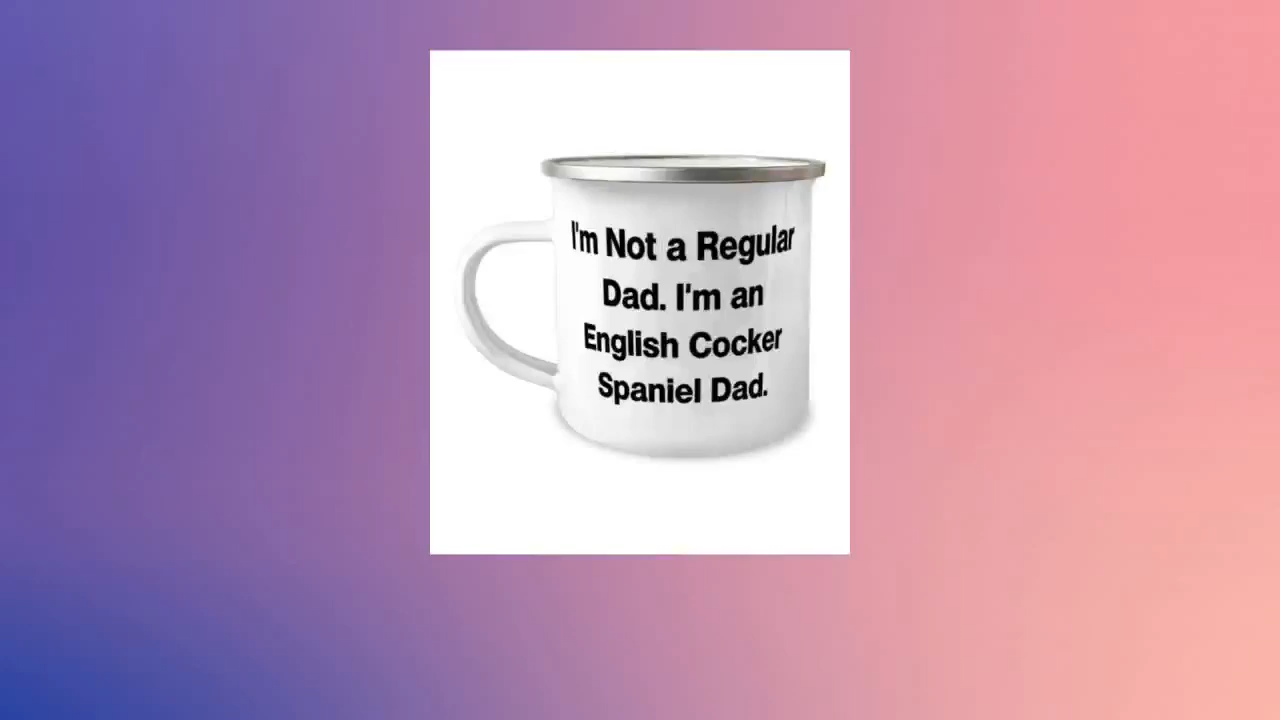 I'm Not a Regular
Dad. I'm an
English Cocker
Spaniel Dad.